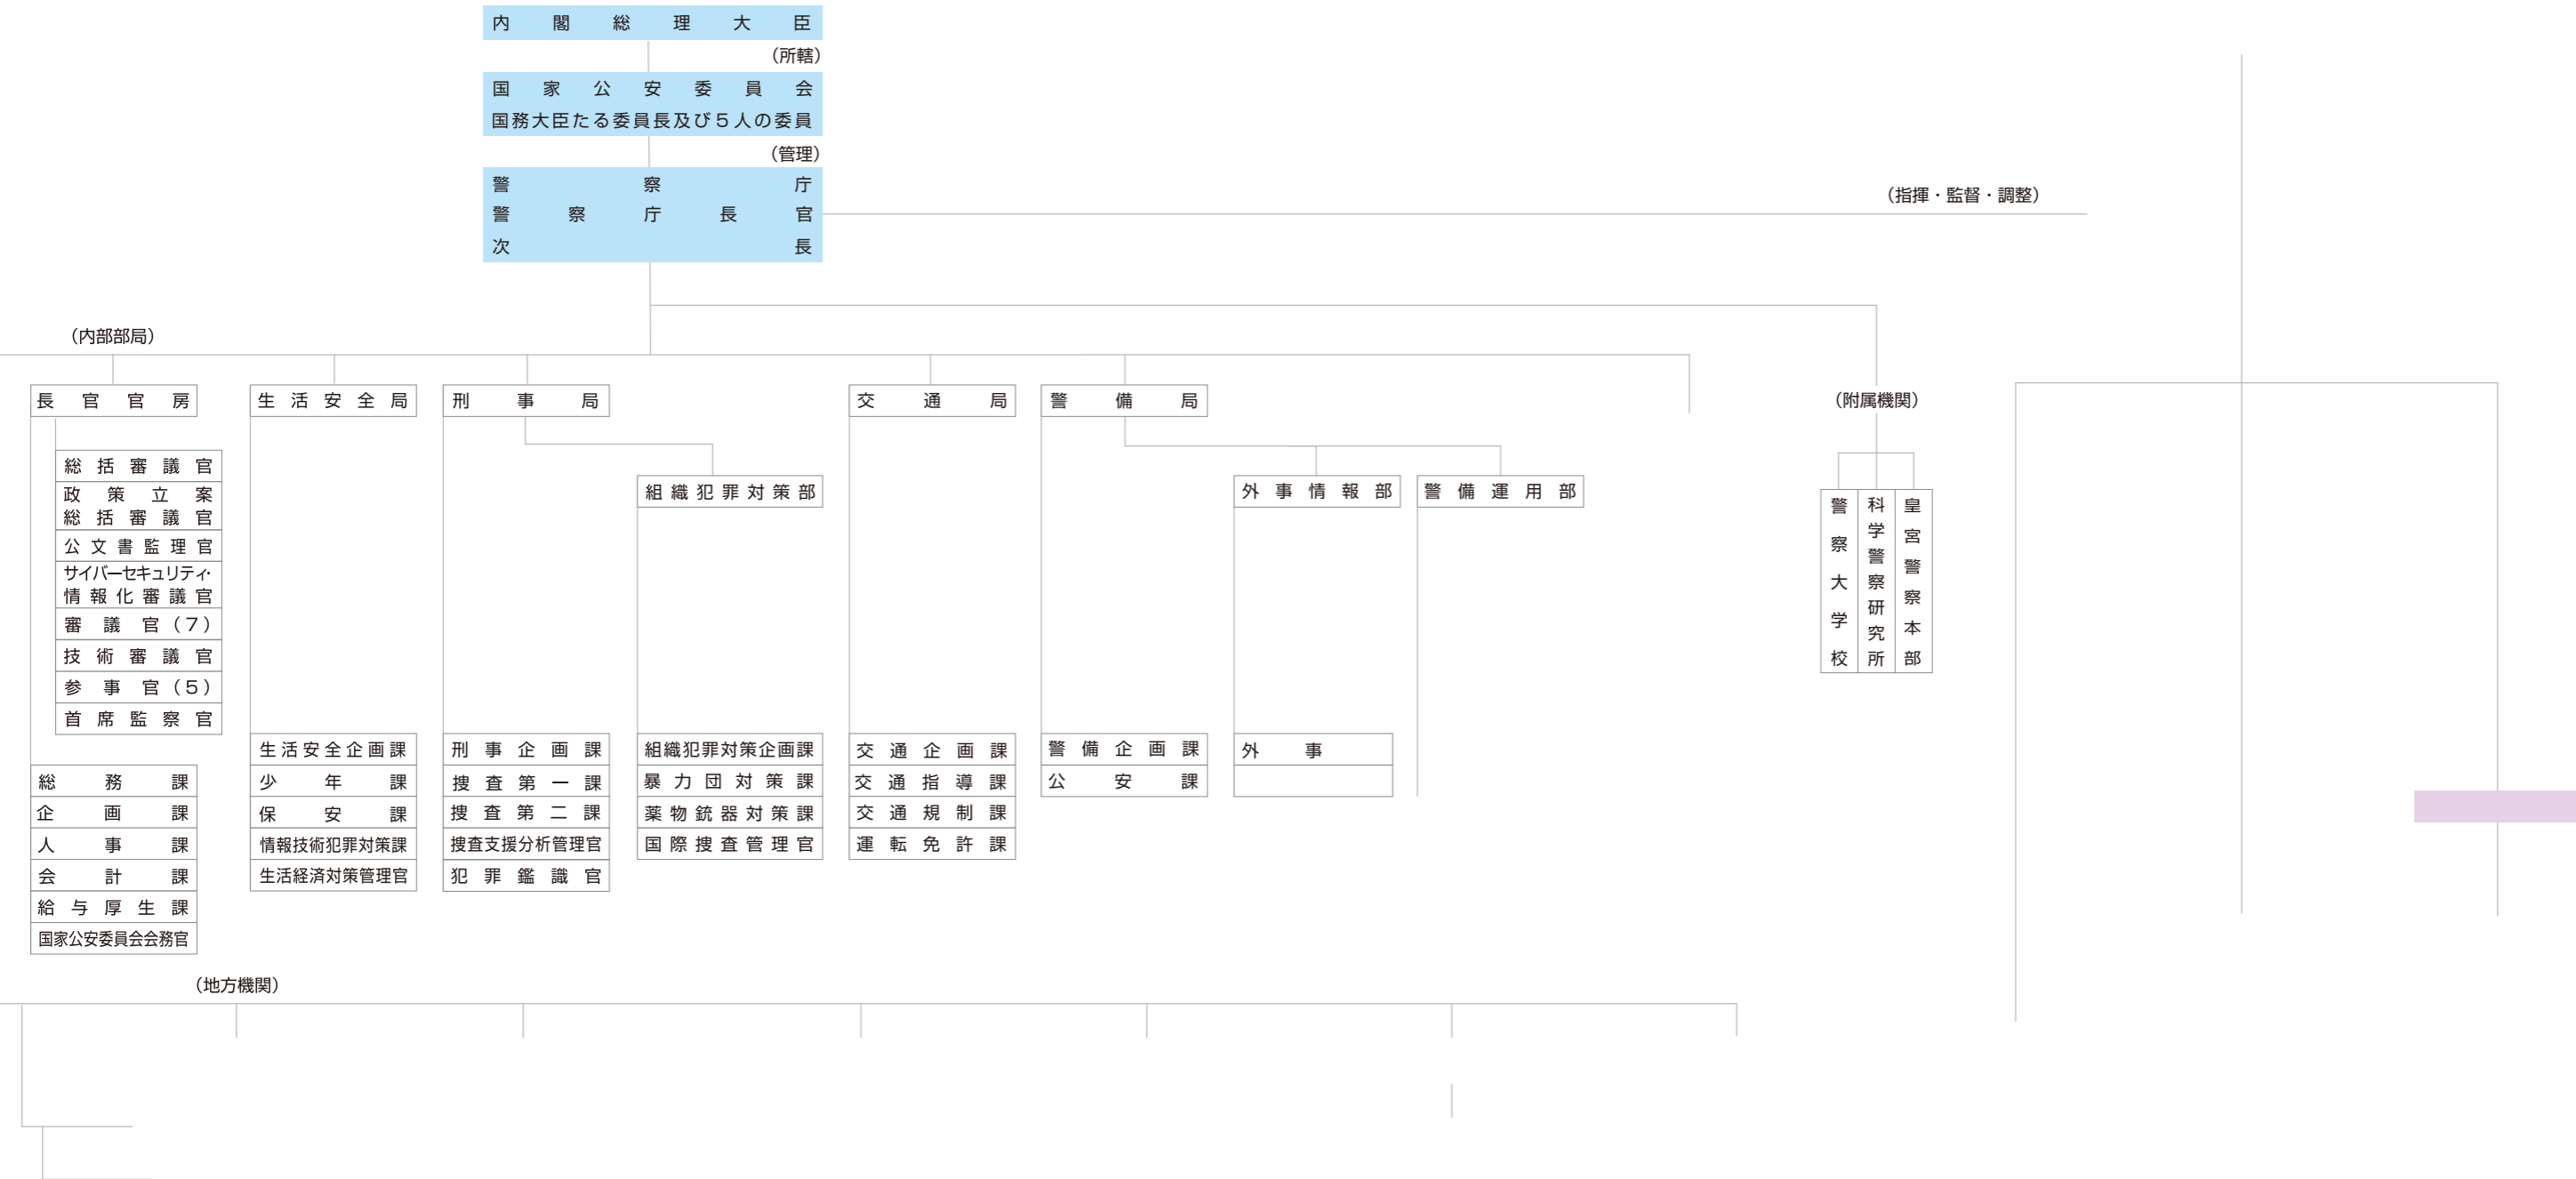 内閣総理大臣
（所轄）
国家公安委員会
国務大臣たる委員長及び５人の委員
（管理）
警察庁
警察庁長官
次長
（指揮・監督・調整）
（内部部局）
長官官房
総括審議官
政策立案
総括審議官
公文書監理官
サイバーセキュリティ・
情報化審議官
審議官（７）
技術審議官
参事官（５）
首席監察官
総務課
企画課
人事課
会計課
給与厚生課
国家公安委員会会務官
生活安全局
生活安全企画課
少年課
保安課
情報技術犯罪対策課
生活経済対策管理官
刑事局
刑事企画課
捜査第一課
捜査第二課
捜査支援分析管理官
犯罪鑑識官
組織犯罪対策部
組織犯罪対策企画課
暴力団対策課
薬物銃器対策課
国際捜査管理官
交通局
交通企画課
交通指導課
交通規制課
運転免許課
警備局
警備企画課
公安課
外事情報部
外事
警備運用部
（附属機関）
警察大学校
科学警察研究所
皇宮警察本部
（地方機関）